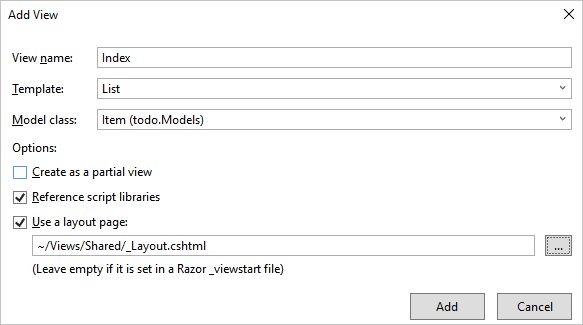 Add View
View name: Index
Template: List
Model class: Item (todo.Models)
Options:
Create as a partial view
Reference script libraries
Use a layout page:
~/Views/Shared/_Layout.cshtml ...
(Leave empty if it is set in a Razor _viewstart file)
Add Cancel